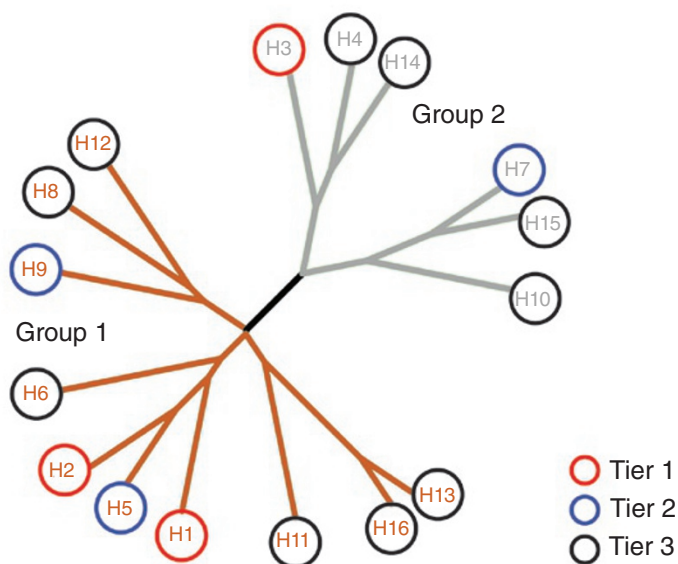 H3
H4
H14
Group 2
H12
H7
H8
H15
H9
H10
Group 1
H6
H2
H5
H1
H11
H16
H13
Tier 1
Tier 2
Tier 3